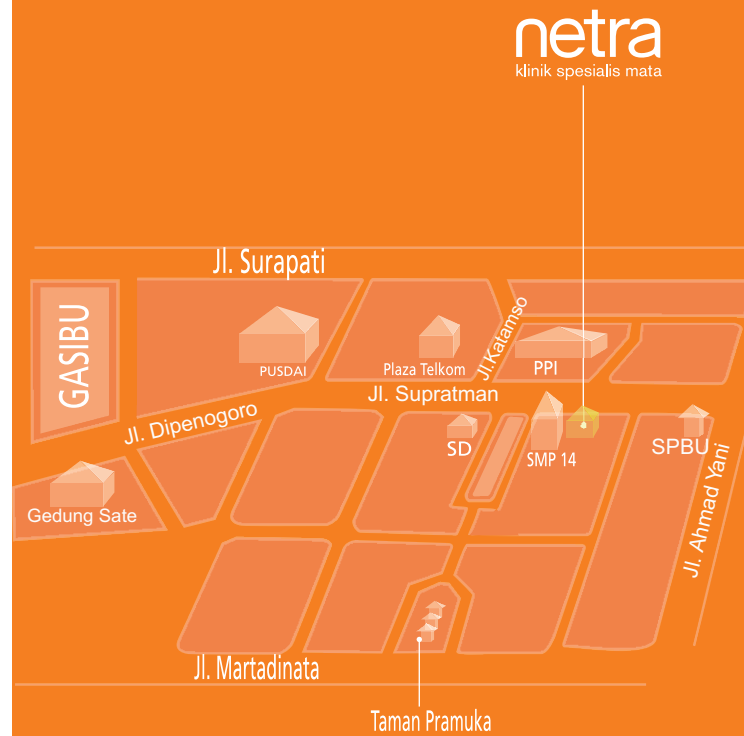 netra
klinik spesialis mata
Jl. Surapati
GASIBU
PUSDAI
Plaza Telkom
Jl.Katamso
PPI
Jl. Supratman
Jl. Dipenogoro
SD
SMP 14
SPBU
Gedung Sate
Jl. Ahmad Yani
Jl. Martadinata
Taman Pramuka